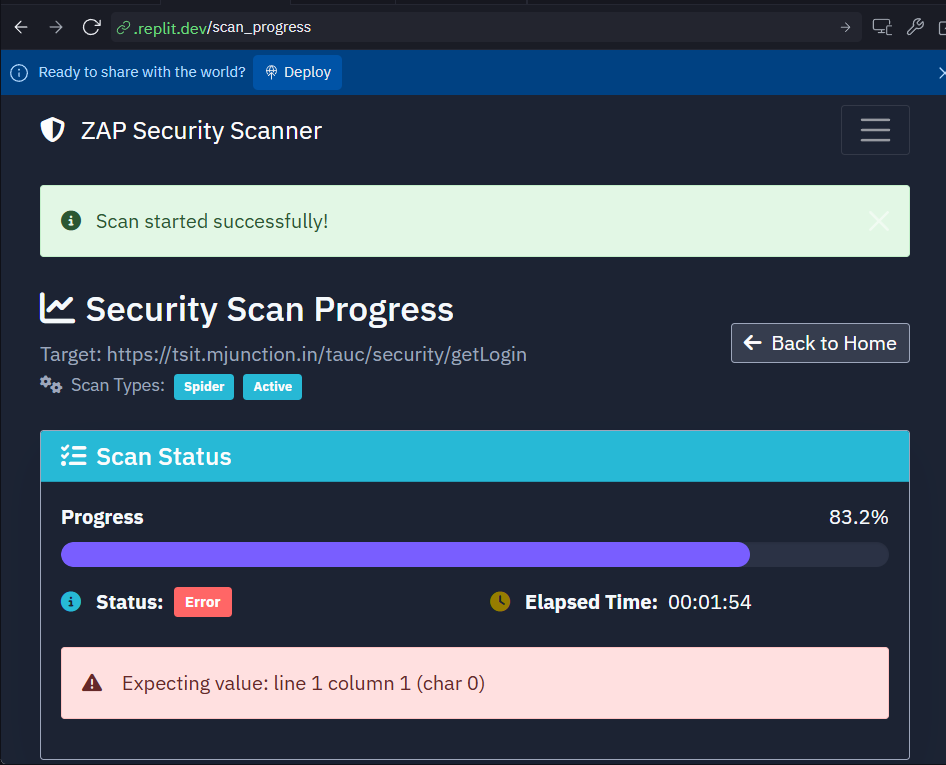 .replit.dev/scan_progress
Ready to share with the world? Deploy
ZAP Security Scanner
Scan started successfully!
Security Scan Progress
Target: https://tsit.mjunction.in/tauc/security/getLogin
Back to Home
Scan Types: Spider Active
Scan Status
Progress 83.2%
Status: Error Elapsed Time: 00:01:54
Expecting value: line 1 column 1 (char 0)